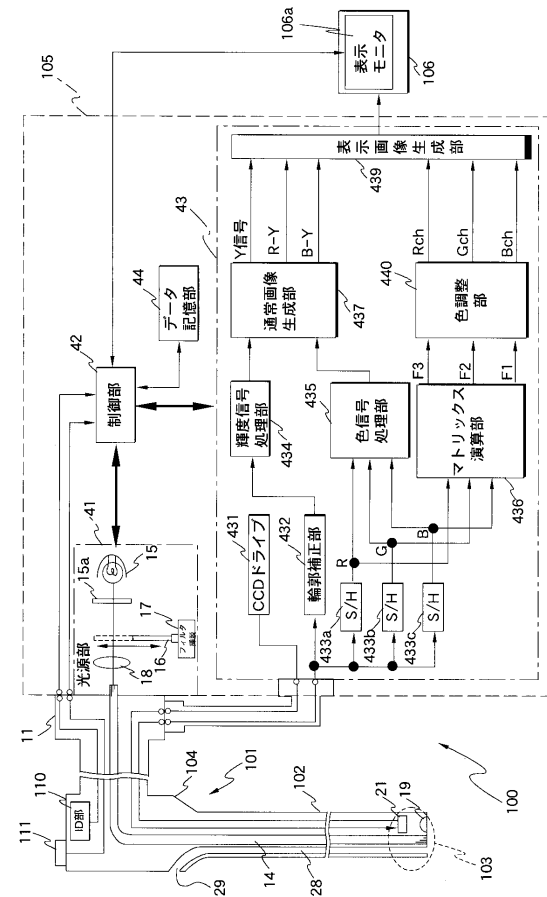 105
106a
表示
モニタ
106
43
表示画像生成部
439
Y信号
R-Y
B-Y
Rch
Gch
Bch
44
データ
記憶部
42
制御部
通常画像
生成部
437
440
色調整
部
F3
F2
F1
輝度信号
処理部
434
435
色信号
処理部
マトリックス
演算部
436
41
15a
15
光源部
17
フィルタ
18
16
431
CCDドライブ
432
輪郭補正部
R
G
B
433a
S/H
433b
S/H
433c
S/H
11
110
ID部
111
104
101
102
100
21
19
103
14
28
29